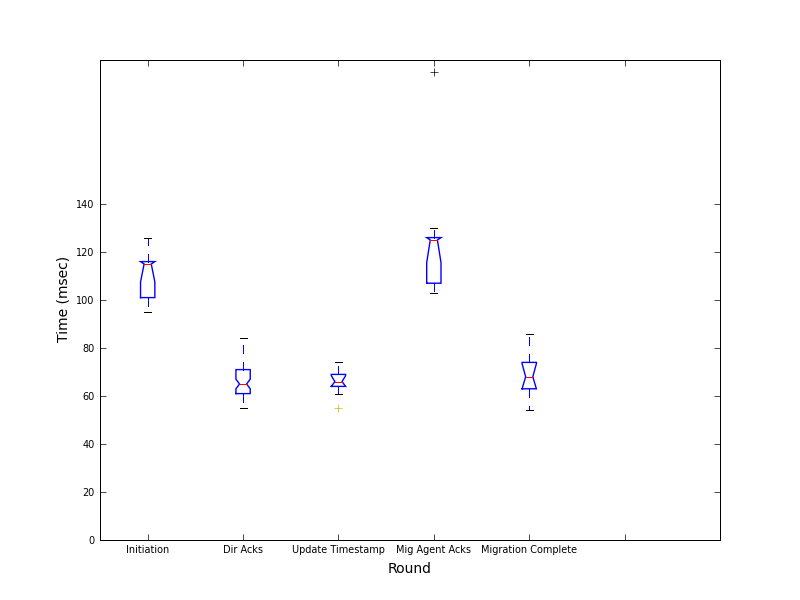 140
120
100
80
60
40
20
0
Time (msec)
Initiation Dir Acks Update Timestamp Mig Agent Acks Migration Complete
Round